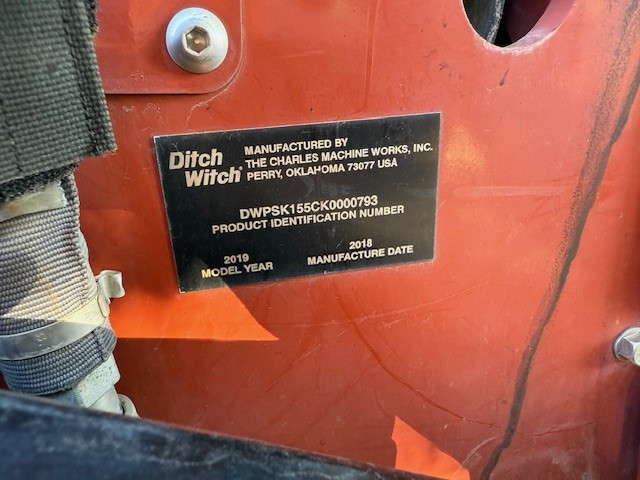 Ditch Witch®
MANUFACTURED BY
THE CHARLES MACHINE WORKS, INC.
PERRY, OKLAHOMA 73077 USA
DWPSK155CK0000793
PRODUCT IDENTIFICATION NUMBER
2019
MODEL YEAR
2018
MANUFACTURE DATE